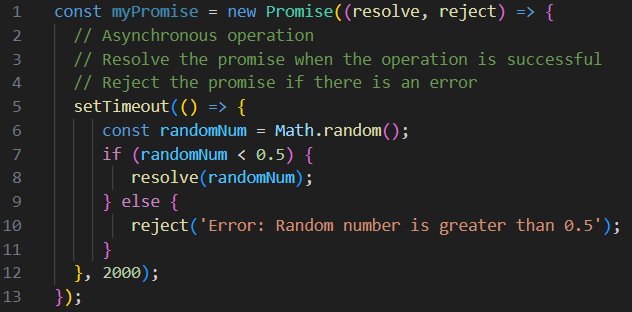 1 const myPromise = new Promise((resolve, reject) => {
2   // Asynchronous operation
3   // Resolve the promise when the operation is successful
4   // Reject the promise if there is an error
5   setTimeout(() => {
6     const randomNum = Math.random();
7     if (randomNum < 0.5) {
8       resolve(randomNum);
9     } else {
10       reject('Error: Random number is greater than 0.5');
11     }
12   }, 2000);
13 });